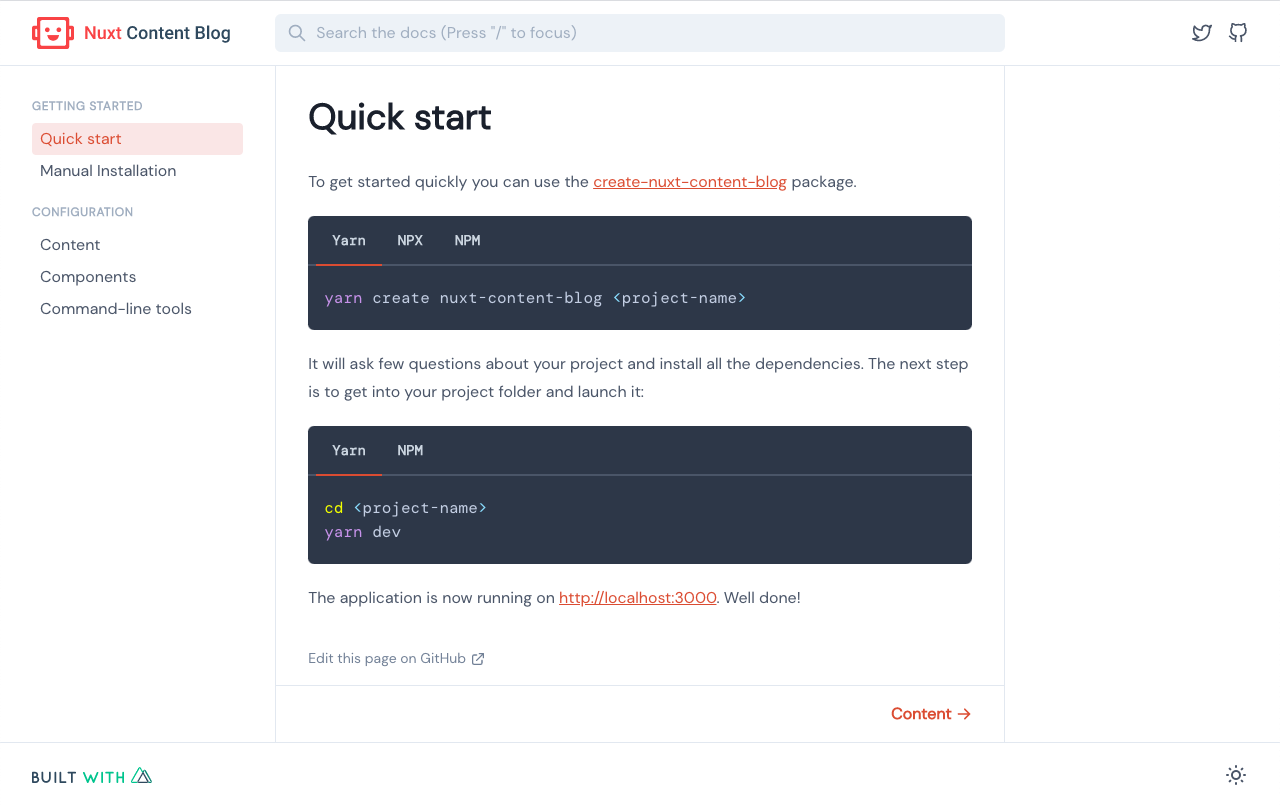 Nuxt Content Blog
Search the docs (Press "/" to focus)
GETTING STARTED
Quick start
Manual Installation
CONFIGURATION
Content
Components
Command-line tools
Quick start
To get started quickly you can use the create-nuxt-content-blog package.
Yarn NPX NPM
yarn create nuxt-content-blog <project-name>
It will ask few questions about your project and install all the dependencies. The next step
is to get into your project folder and launch it:
Yarn NPM
cd <project-name>
yarn dev
The application is now running on http://localhost:3000. Well done!
Edit this page on GitHub
Content →
BUILT WITH